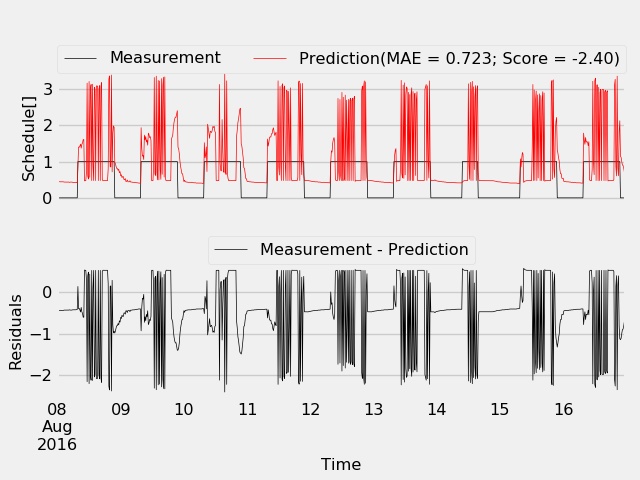 Measurement
Prediction(MAE = 0.723; Score = -2.40)
3
2
1
0
Schedule[]
Measurement - Prediction
0
−1
−2
Residuals
08 09 10 11 12 13 14 15 16
Aug
2016
Time